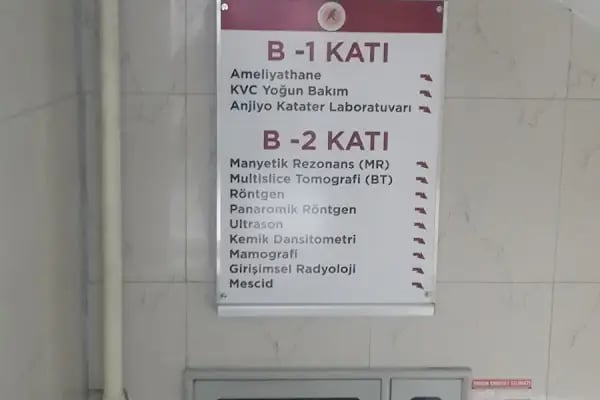 B -1 KATI
Ameliyathane
KVC Yoğun Bakım
Anjiyo Katater Laboratuvarı
B -2 KATI
Manyetik Rezonans (MR)
Multislice Tomografi (BT)
Röntgen
Panaromik Röntgen
Ultrason
Kemik Dansitometri
Mamografi
Girişimsel Radyoloji
Mescid